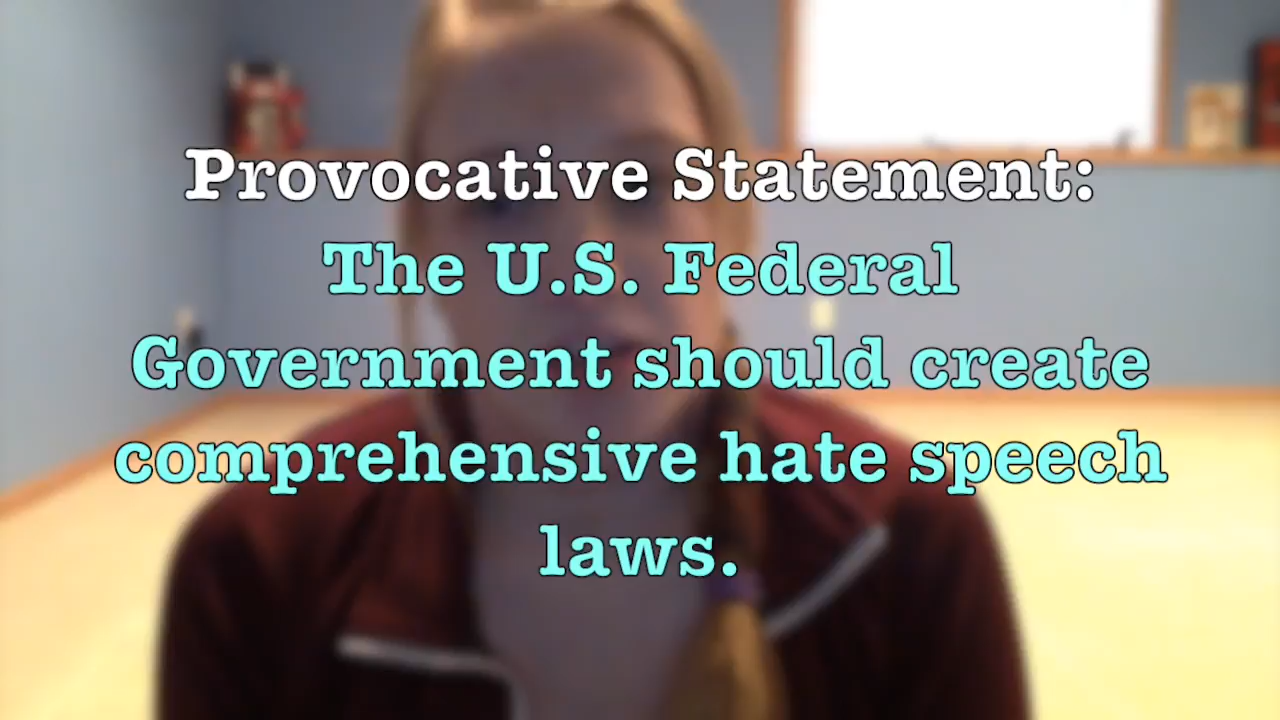 Provocative Statement:
The U.S. Federal
Government should create
comprehensive hate speech
laws.